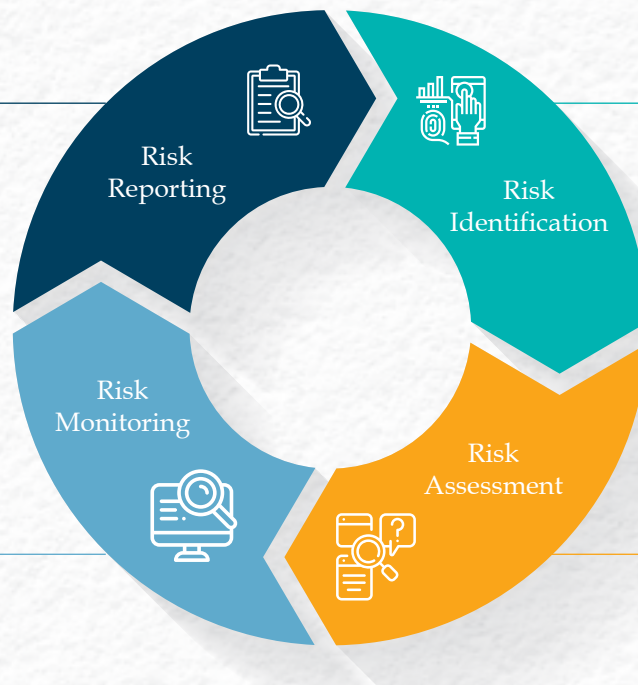 Risk
Reporting
Risk
Identification
Risk
Monitoring
Risk
Assessment
?